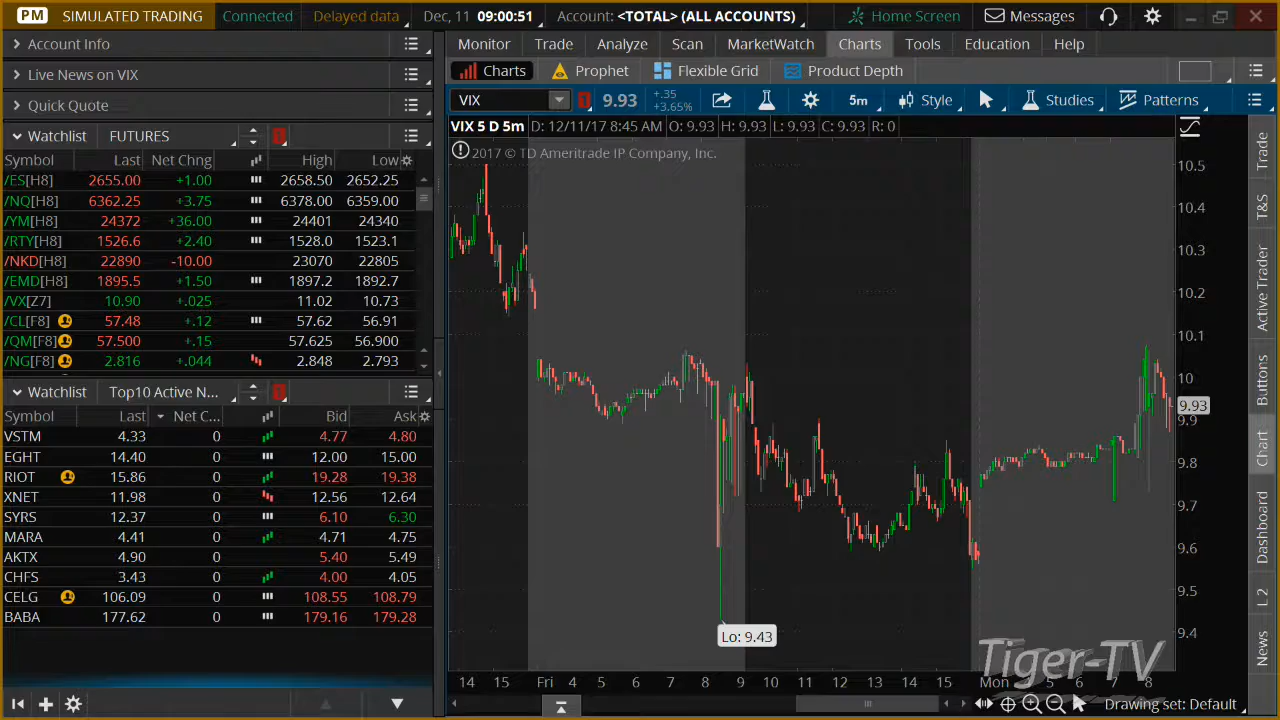 PM SIMULATED TRADING Connected Delayed data Dec, 11 09:00:51 Account: <TOTAL> (ALL ACCOUNTS) Home Screen Messages
Account Info
Live News on VIX
Quick Quote
Watchlist FUTURES
Symbol Last Net Chng High Low
/ES[H8] 2655.00 +1.00 2658.50 2652.25
/NQ[H8] 6362.25 +3.75 6378.00 6359.00
/YM[H8] 24372 +36.00 24401 24340
/RTY[H8] 1526.6 +2.40 1528.0 1523.1
/NKD[H8] 22890 -10.00 23070 22805
/EMD[H8] 1895.5 +1.50 1897.2 1892.7
/VX[Z7] 10.90 +.025 11.02 10.73
/CL[F8] 57.48 +.12 57.62 56.91
/QM[F8] 57.500 +.15 57.625 56.900
/NG[F8] 2.816 +.044 2.848 2.793
Watchlist Top10 Active N...
Symbol Last Net C... Bid Ask
VSTM 4.33 0 4.77 4.80
EGHT 14.40 0 12.00 15.00
RIOT 15.86 0 19.28 19.38
XNET 11.98 0 12.56 12.64
SYRS 12.37 0 6.10 6.30
MARA 4.41 0 4.71 4.75
AKTX 4.90 0 5.40 5.49
CHFS 3.43 0 4.00 4.05
CELG 106.09 0 108.55 108.79
BABA 177.62 0 179.16 179.28
Monitor Trade Analyze Scan MarketWatch Charts Tools Education Help
Charts Prophet Flexible Grid Product Depth
VIX 1 9.93 +.35 +3.65% 5m Style Studies Patterns
VIX 5 D 5m D: 12/11/17 8:45 AM O: 9.93 H: 9.93 L: 9.93 C: 9.93 R: 0
2017 © TD Ameritrade IP Company, Inc.
10.5
10.4
10.3
10.2
10.1
10
9.93
9.9
9.8
9.7
9.6
9.5
9.4
Lo: 9.43
Tiger-TV
14 15 Fri 4 5 6 7 8 9 10 11 12 13 14 15 Mon 5 6 7 8
Drawing set: Default
Trade
T&S
Active Trader
Buttons
Chart
Dashboard
L 2
News